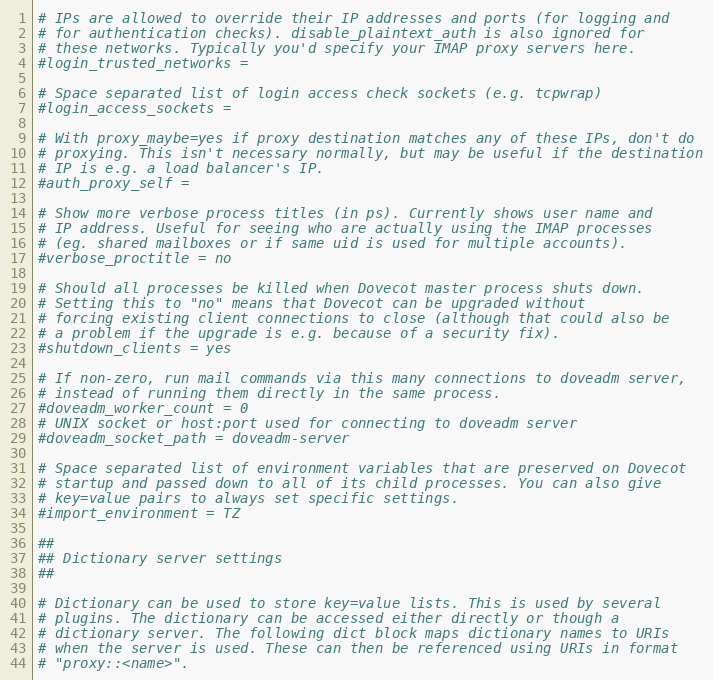 1 # IPs are allowed to override their IP addresses and ports (for logging and
2 # for authentication checks). disable_plaintext_auth is also ignored for
3 # these networks. Typically you'd specify your IMAP proxy servers here.
4 #login_trusted_networks =
5
6 # Space separated list of login access check sockets (e.g. tcpwrap)
7 #login_access_sockets =
8
9 # With proxy_maybe=yes if proxy destination matches any of these IPs, don't do
10 # proxying. This isn't necessary normally, but may be useful if the destination
11 # IP is e.g. a load balancer's IP.
12 #auth_proxy_self =
13
14 # Show more verbose process titles (in ps). Currently shows user name and
15 # IP address. Useful for seeing who are actually using the IMAP processes
16 # (eg. shared mailboxes or if same uid is used for multiple accounts).
17 #verbose_proctitle = no
18
19 # Should all processes be killed when Dovecot master process shuts down.
20 # Setting this to "no" means that Dovecot can be upgraded without
21 # forcing existing client connections to close (although that could also be
22 # a problem if the upgrade is e.g. because of a security fix).
23 #shutdown_clients = yes
24
25 # If non-zero, run mail commands via this many connections to doveadm server,
26 # instead of running them directly in the same process.
27 #doveadm_worker_count = 0
28 # UNIX socket or host:port used for connecting to doveadm server
29 #doveadm_socket_path = doveadm-server
30
31 # Space separated list of environment variables that are preserved on Dovecot
32 # startup and passed down to all of its child processes. You can also give
33 # key=value pairs to always set specific settings.
34 #import_environment = TZ
35
36 ##
37 ## Dictionary server settings
38 ##
39
40 # Dictionary can be used to store key=value lists. This is used by several
41 # plugins. The dictionary can be accessed either directly or though a
42 # dictionary server. The following dict block maps dictionary names to URIs
43 # when the server is used. These can then be referenced using URIs in format
44 # "proxy::<name>".